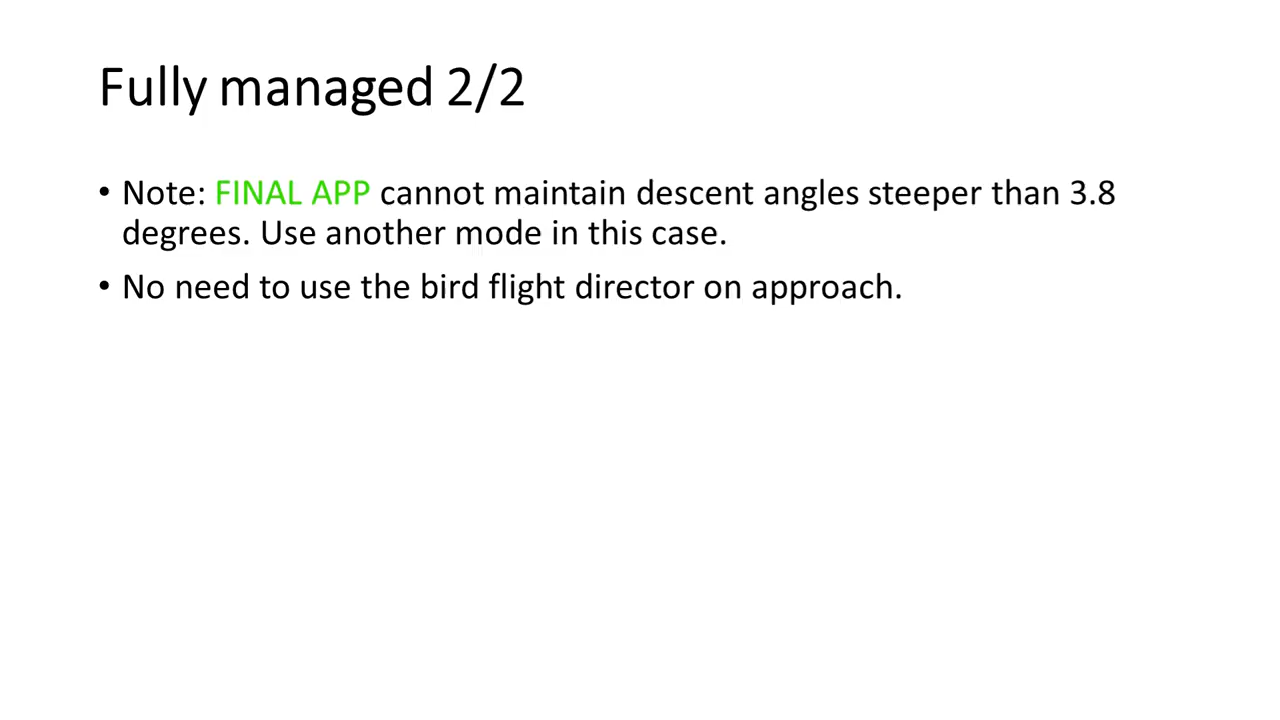 Fully managed 2/2
• Note: FINAL APP cannot maintain descent angles steeper than 3.8
degrees. Use another mode in this case.
• No need to use the bird flight director on approach.